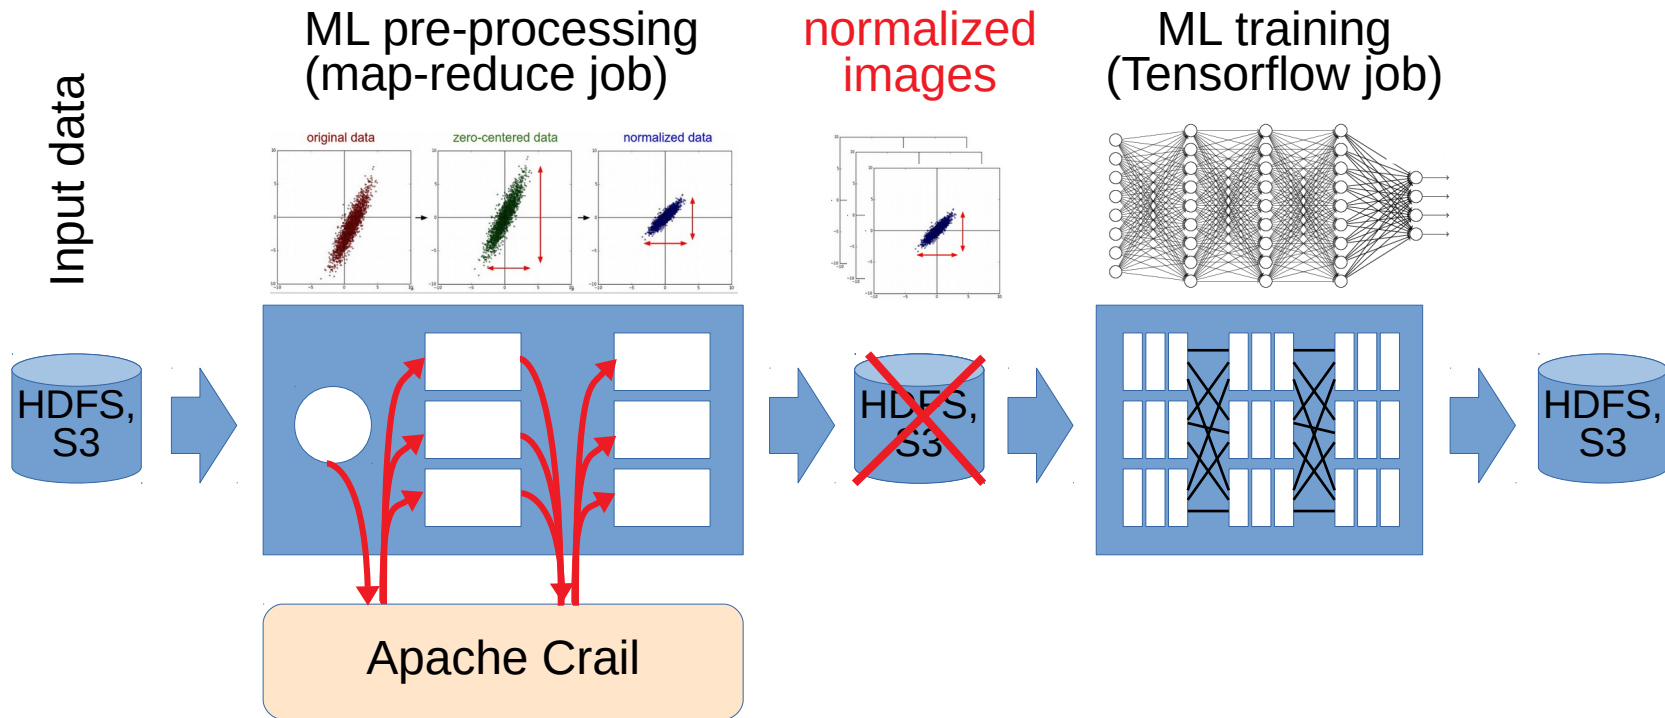 Input data
ML pre-processing
(map-reduce job)
normalized
images
ML training
(Tensorflow job)
original data
zero-centered data
normalized data
HDFS,
S3
HDFS,
S3
HDFS,
S3
Apache Crail